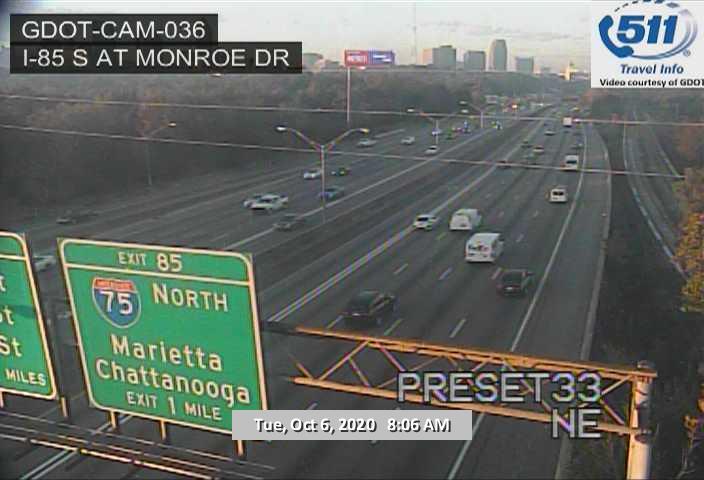 GDOT-CAM-036
I-85 S AT MONROE DR
511
Travel Info
Video courtesy of GDOT
St
MILES
EXIT 85
INTERSTATE
75
NORTH
Marietta
Chattanooga
EXIT 1 MILE
PRESET33
NE
Tue, Oct 6, 2020 8:06 AM